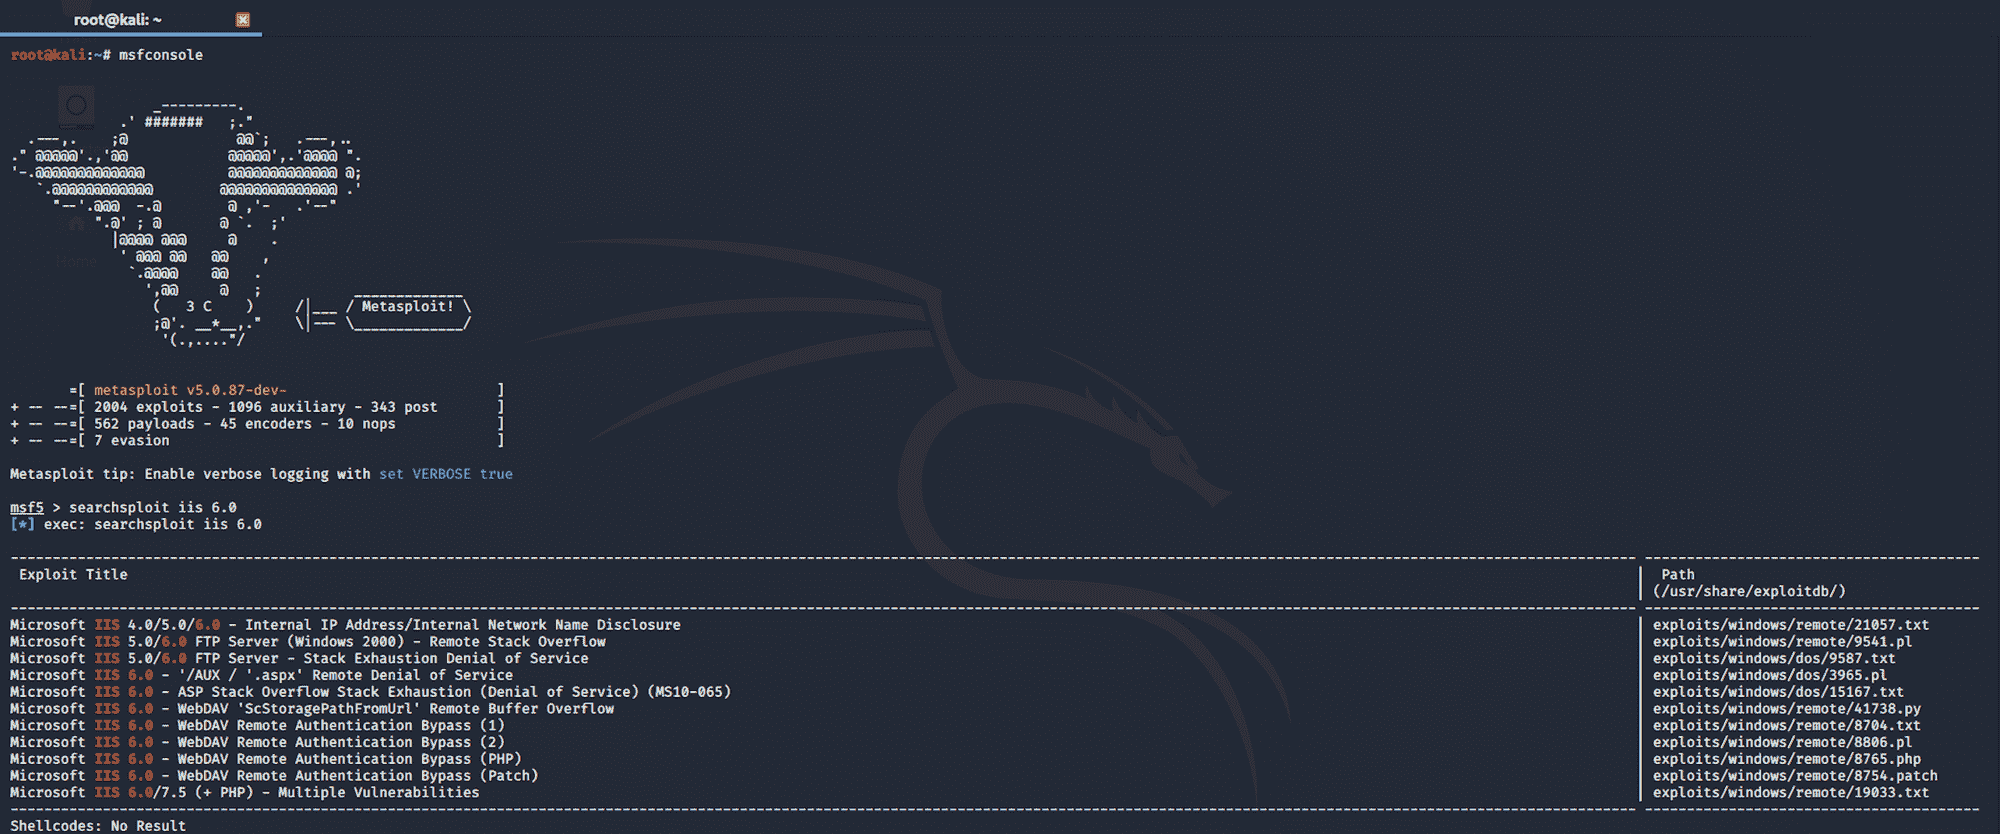 root@kali: ~
root@kali:~# msfconsole
     _---------.
             .' #######   ;."
  .---,.    ;@             @@`;   .---,..
." @@@@@'.,'@@            @@@@@',.'@@@@ ".
'-.@@@@@@@@@@@@@          @@@@@@@@@@@@@ @;
   `.@@@@@@@@@@@@        @@@@@@@@@@@@@@ .'
     "--'.@@@  -.@        @ ,'-   .'--"
          ".@' ; @       @ `.  ;'
            |@@@@ @@@     @    .
             ' @@@ @@   @@    ,
              `.@@@@    @@   .
                ',@@     @   ;           _____________
                 (   3 C    )     /|___ / Metasploit! \
                 ;@'. __*__,."    \|--- \_____________/
                  '(.,...."/
Home
       =[ metasploit v5.0.87-dev~                         ]
+ -- --=[ 2004 exploits - 1096 auxiliary - 343 post       ]
+ -- --=[ 562 payloads - 45 encoders - 10 nops            ]
+ -- --=[ 7 evasion                                       ]
Metasploit tip: Enable verbose logging with set VERBOSE true
msf5 > searchsploit iis 6.0
[*] exec: searchsploit iis 6.0
Exploit Title | Path
| (/usr/share/exploitdb/)
Microsoft IIS 4.0/5.0/6.0 - Internal IP Address/Internal Network Name Disclosure | exploits/windows/remote/21057.txt
Microsoft IIS 5.0/6.0 FTP Server (Windows 2000) - Remote Stack Overflow | exploits/windows/remote/9541.pl
Microsoft IIS 5.0/6.0 FTP Server - Stack Exhaustion Denial of Service | exploits/windows/dos/9587.txt
Microsoft IIS 6.0 - '/AUX / '.aspx' Remote Denial of Service | exploits/windows/dos/3965.pl
Microsoft IIS 6.0 - ASP Stack Overflow Stack Exhaustion (Denial of Service) (MS10-065) | exploits/windows/dos/15167.txt
Microsoft IIS 6.0 - WebDAV 'ScStoragePathFromUrl' Remote Buffer Overflow | exploits/windows/remote/41738.py
Microsoft IIS 6.0 - WebDAV Remote Authentication Bypass (1) | exploits/windows/remote/8704.txt
Microsoft IIS 6.0 - WebDAV Remote Authentication Bypass (2) | exploits/windows/remote/8806.pl
Microsoft IIS 6.0 - WebDAV Remote Authentication Bypass (PHP) | exploits/windows/remote/8765.php
Microsoft IIS 6.0 - WebDAV Remote Authentication Bypass (Patch) | exploits/windows/remote/8754.patch
Microsoft IIS 6.0/7.5 (+ PHP) - Multiple Vulnerabilities | exploits/windows/remote/19033.txt
Shellcodes: No Result